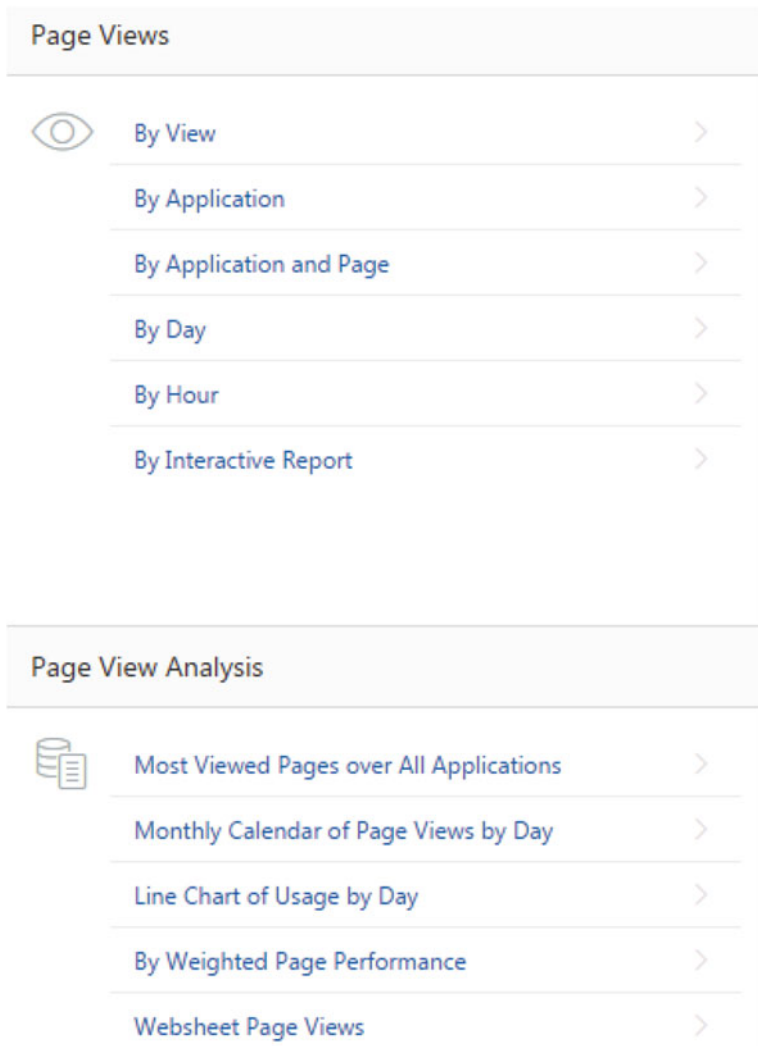 Page Views
By View
By Application
By Application and Page
By Day
By Hour
By Interactive Report
Page View Analysis
Most Viewed Pages over All Applications
Monthly Calendar of Page Views by Day
Line Chart of Usage by Day
By Weighted Page Performance
Websheet Page Views